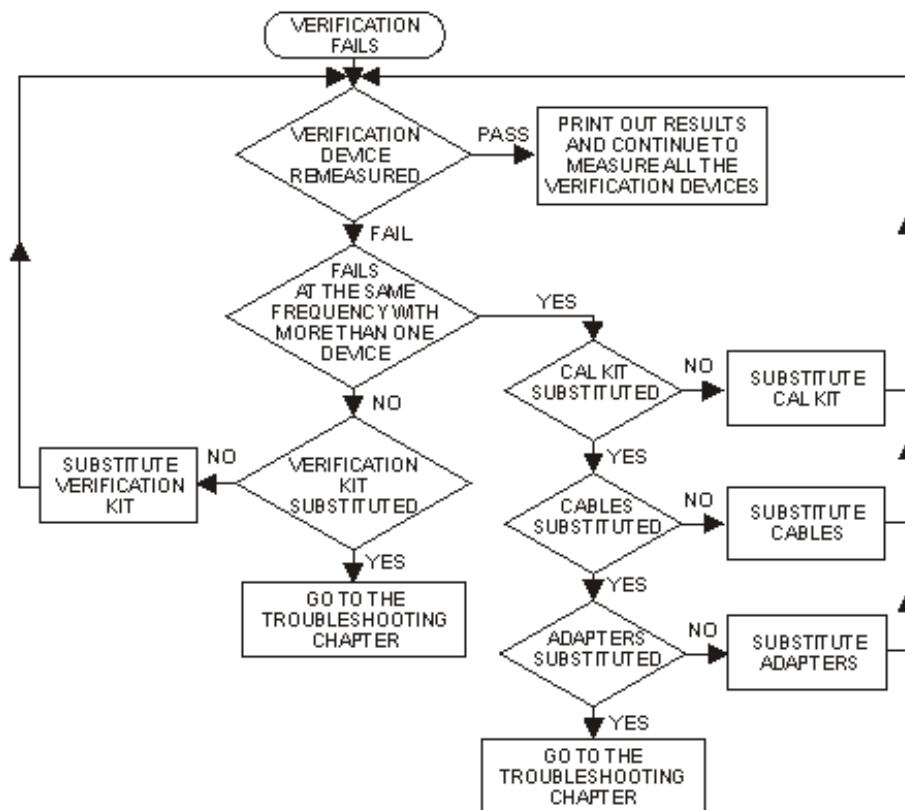 VERIFICATION
FAILS
VERIFICATION
DEVICE
REMEASURED
PASS
PRINT OUT RESULTS
AND CONTINUE TO
MEASURE ALL THE
VERIFICATION DEVICES
FAIL
FAILS
AT THE SAME
FREQUENCY WITH
MORE THAN ONE
DEVICE
YES
CAL KIT
SUBSTITUTED
NO
SUBSTITUTE
CAL KIT
NO
VERIFICATION
KIT
SUBSTITUTED
NO
SUBSTITUTE
VERIFICATION
KIT
YES
GO TO THE
TROUBLESHOOTING
CHAPTER
YES
CABLES
SUBSTITUTED
NO
SUBSTITUTE
CABLES
YES
ADAPTERS
SUBSTITUTED
NO
SUBSTITUTE
ADAPTERS
YES
GO TO THE
TROUBLESHOOTING
CHAPTER